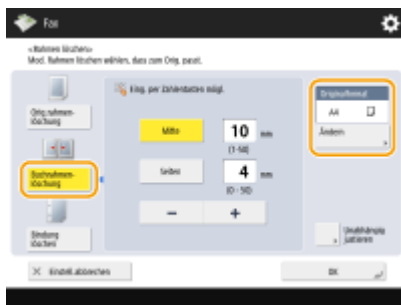 Fax
<Rahmen löschen>
Mod. Rahmen löschen wählen, dass zum Orig. passt.
Orig.rahmen-
löschung
Buchrahmen-
löschung
Bindung
löschen
Eing. per Zahlentasten mögl.
Mitte
10 mm
(1-50)
Seiten
4 mm
(0 - 50)
−
+
Originalformat
A4
Ändern
Unabhängig
justieren
× Einstell. abbrechen
OK